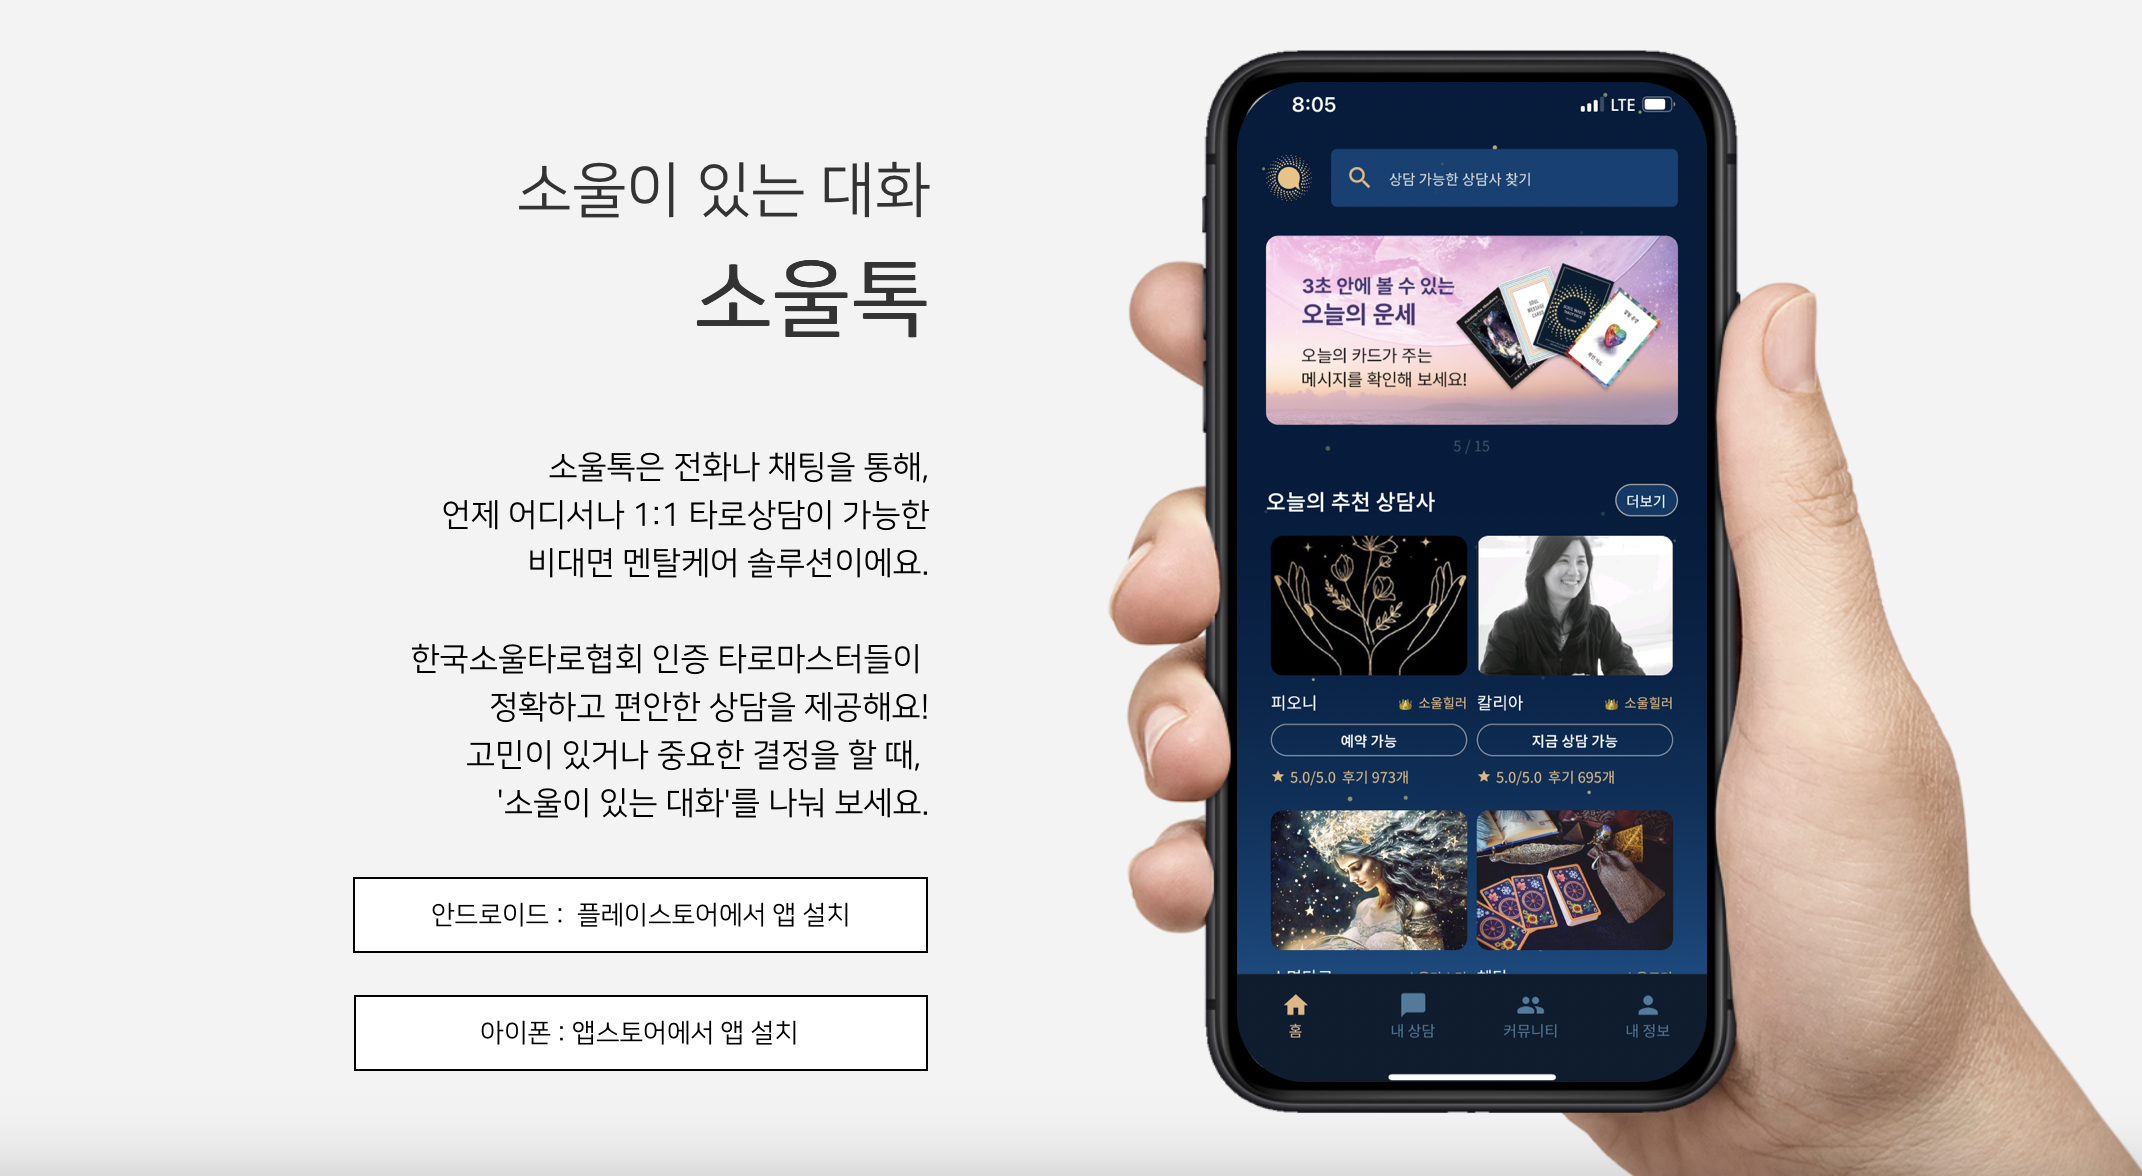 소울이 있는 대화
소울톡
소울톡은 전화나 채팅을 통해,
언제 어디서나 1:1 타로상담이 가능한
비대면 멘탈케어 솔루션이에요.
한국소울타로협회 인증 타로마스터들이
정확하고 편안한 상담을 제공해요!
고민이 있거나 중요한 결정을 할 때,
'소울이 있는 대화'를 나눠 보세요.
안드로이드 : 플레이스토어에서 앱 설치
아이폰 : 앱스토어에서 앱 설치
8:05
LTE
상담 가능한 상담사 찾기
3초 안에 볼 수 있는
오늘의 운세
오늘의 카드가 주는
메시지를 확인해 보세요!
5 / 15
오늘의 추천 상담사
더보기
피오니 소울힐러
칼리아 소울힐러
예약 가능
지금 상담 가능
5.0/5.0 후기 973개
5.0/5.0 후기 695개
홈
내 상담
커뮤니티
내 정보